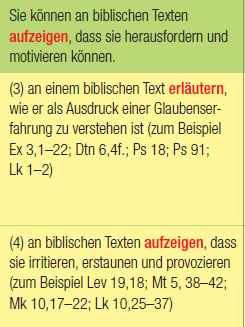 Sie können an biblischen Texten
aufzeigen, dass sie herausfordern und
motivieren können.
(3) an einem biblischen Text erläutern,
wie er als Ausdruck einer Glaubenser-
fahrung zu verstehen ist (zum Beispiel
Ex 3,1–22; Dtn 6,4f.; Ps 18; Ps 91;
Lk 1–2)
(4) an biblischen Texten aufzeigen, dass
sie irritieren, erstaunen und provozieren
(zum Beispiel Lev 19,18; Mt 5, 38–42;
Mk 10,17–22; Lk 10,25–37)